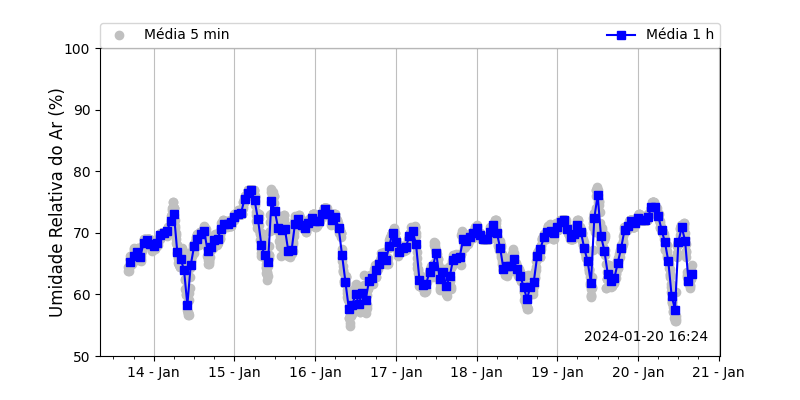 Média 5 min
Média 1 h
Umidade Relativa do Ar (%)
100
90
80
70
60
50
2024-01-20 16:24
14 - Jan
15 - Jan
16 - Jan
17 - Jan
18 - Jan
19 - Jan
20 - Jan
21 - Jan